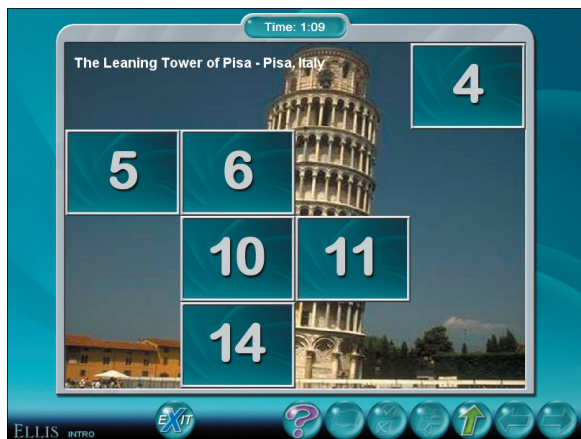 Time: 1:09
The Leaning Tower of Pisa - Pisa, Italy
4
5 6
10 11
14
EXIT ?
ELLIS INTRO